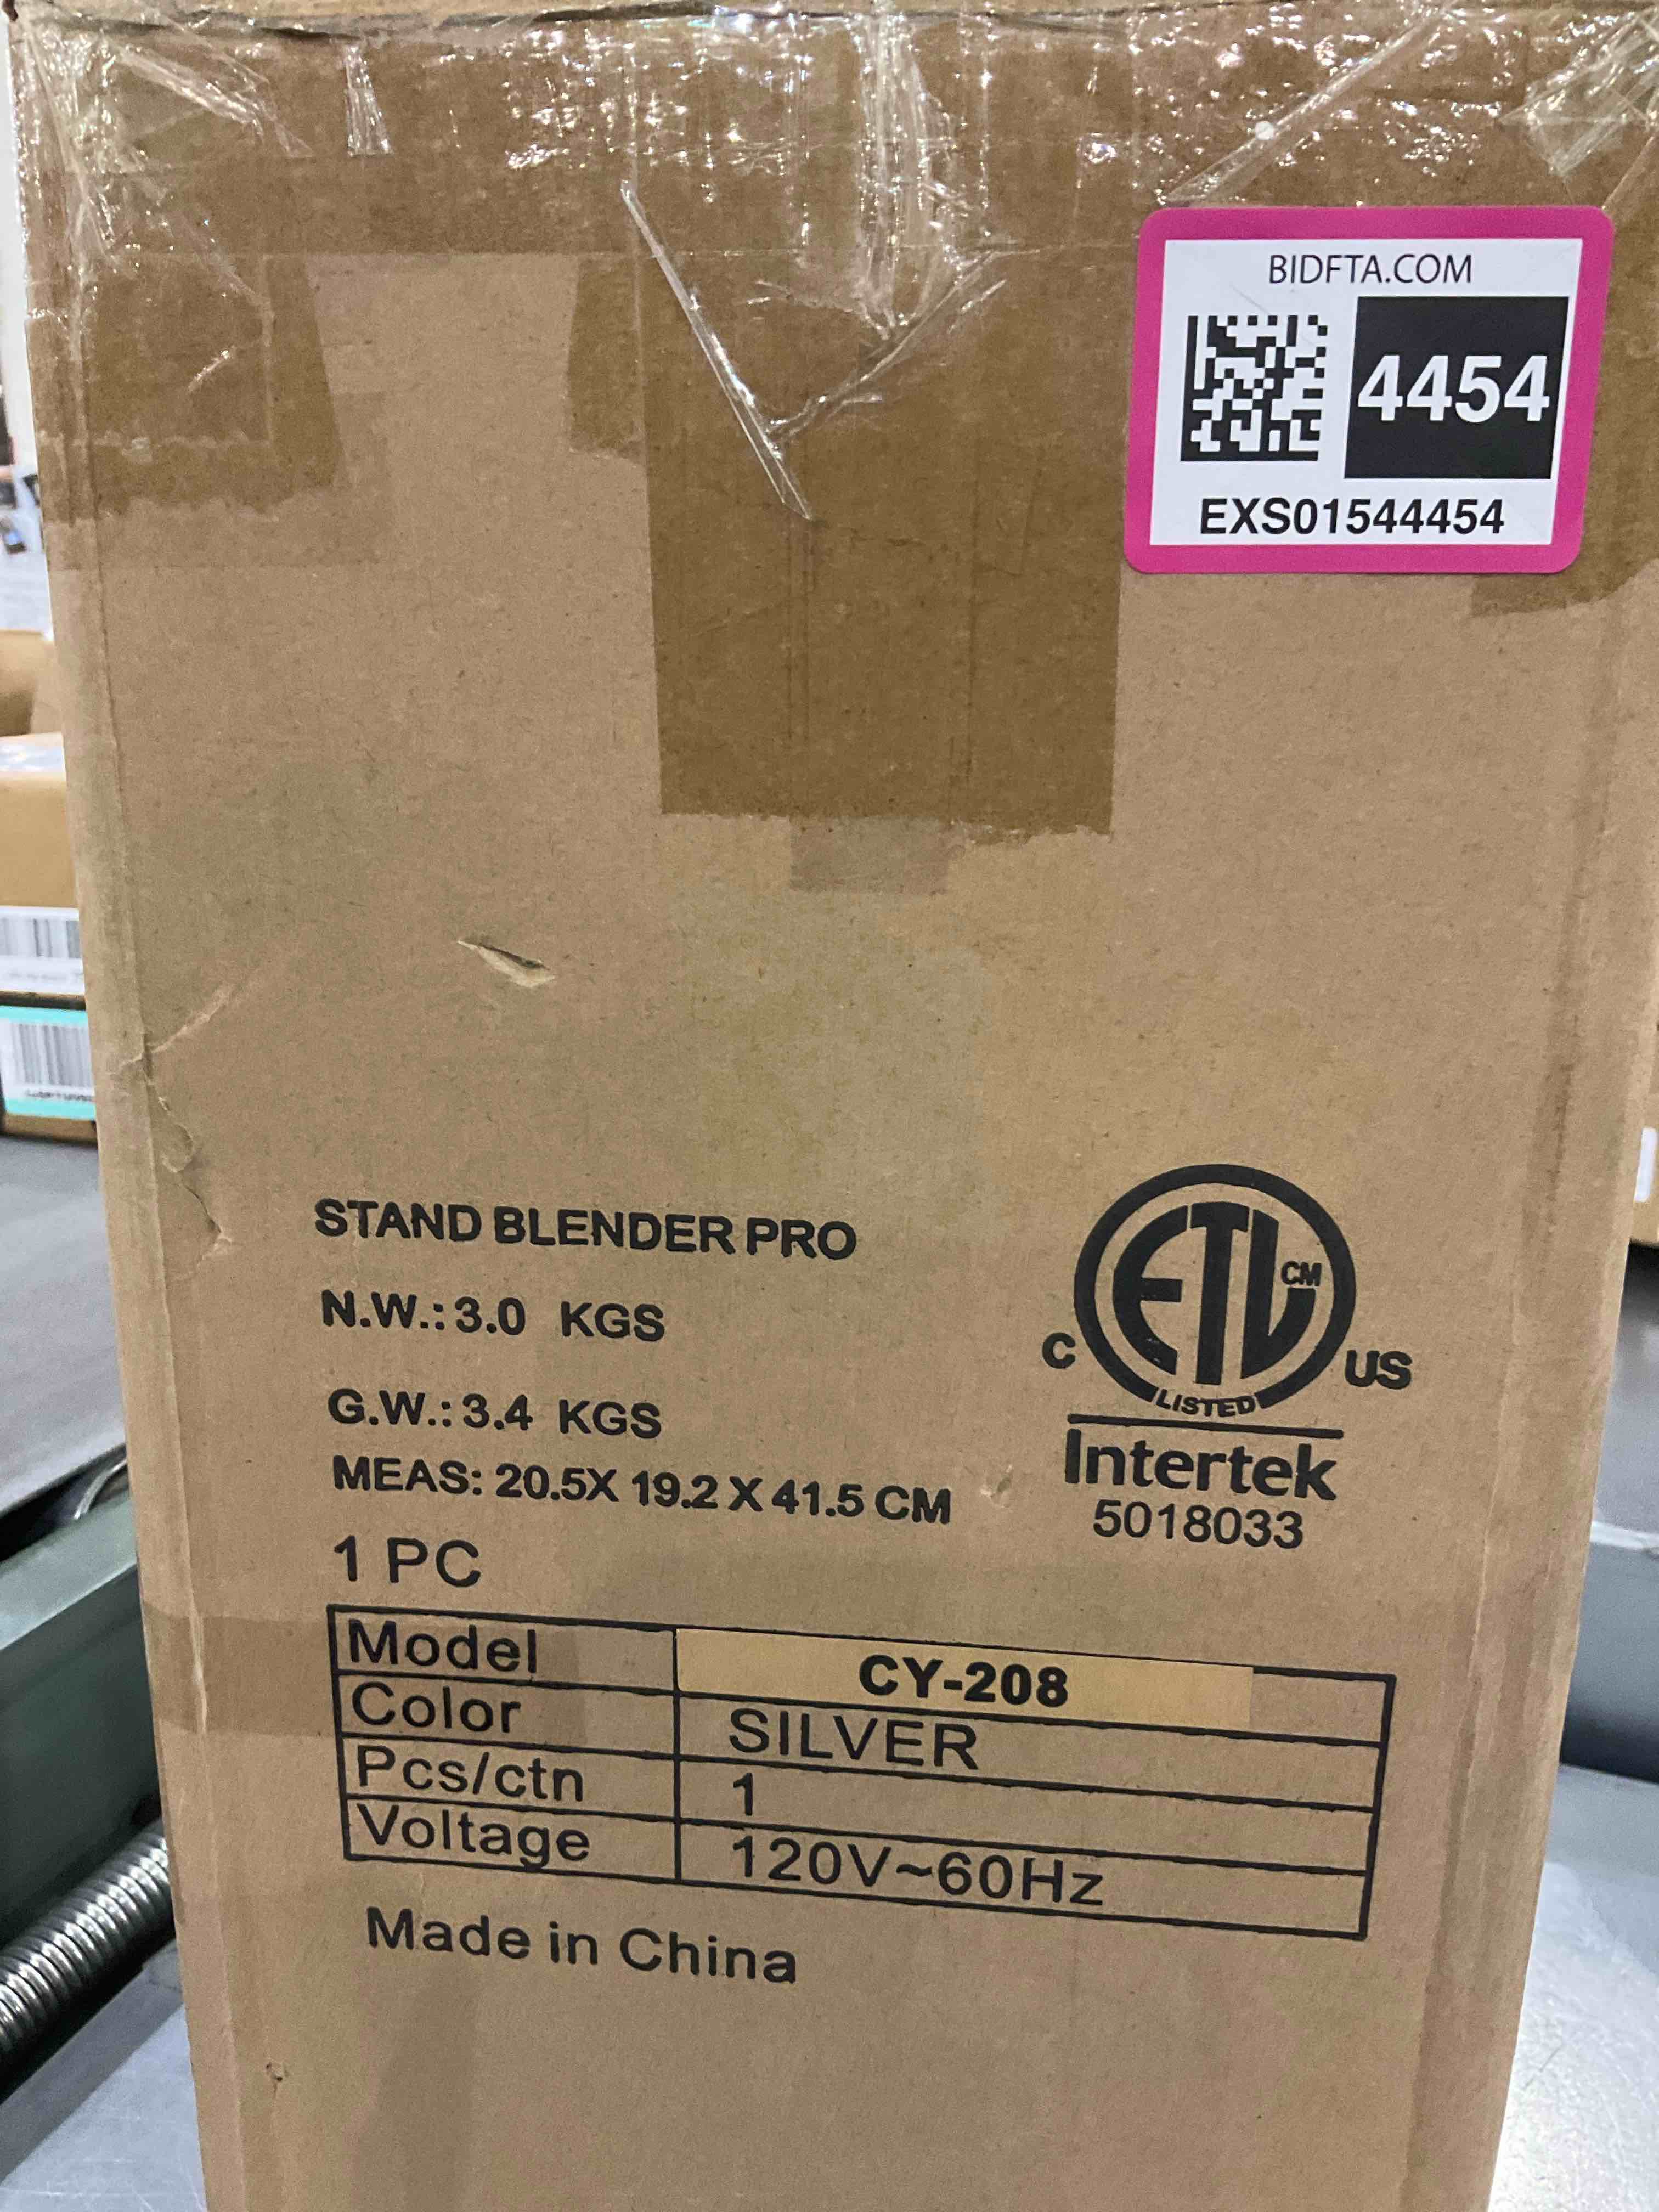 BIDFTA.COM
4454
EXS01544454
STAND BLENDER PRO
N.W.: 3.0 KGS
G.W.: 3.4 KGS
MEAS: 20.5X 19.2 X 41.5 CM
1 PC
ETL CM
C US
LISTED
Intertek
5018033
Model CY-208
Color SILVER
Pcs/ctn 1
Voltage 120V~60Hz
Made in China